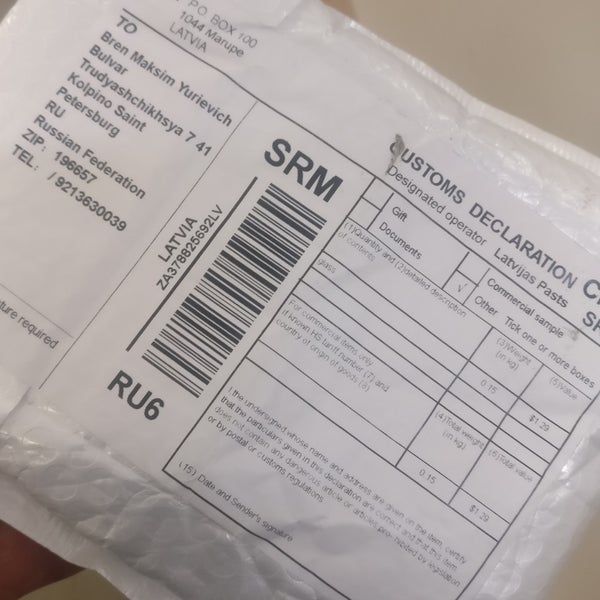 P.O. BOX 100
1044 Marupe
LATVIA
TO
Bren Maksim Yurievich
Bulvar
Trudyashchikhsya 7 41
Kolpino Saint
Petersburg
RU
Russian Federation
ZIP: 196657
TEL: /9213630039
ture required
LATVIA
ZA378825692LV
SRM
RU6
CUSTOMS DECLARATION
Designated operator Latvijas Pasts
Gift
Commercial sample
Documents
√ Other Tick one or more boxes
(1)Quantity and (2)detailed description
of contents
(3)Weight
(in kg)
(5)Value
glass
0.15
$1.29
For commercial items only
if known HS tariff number (7) and
country of origin of goods (8)
(4)Total weight
(in kg)
(6)Total value
0.15
$1.29
I the undersigned whose name and address are given on the item, certify
that the particulars given in this declaration are correct and that this item
does not contain any dangerous article or articles pro- hibited by legislation
or by postal or customs regulations.
(15) Date and Sender's signature